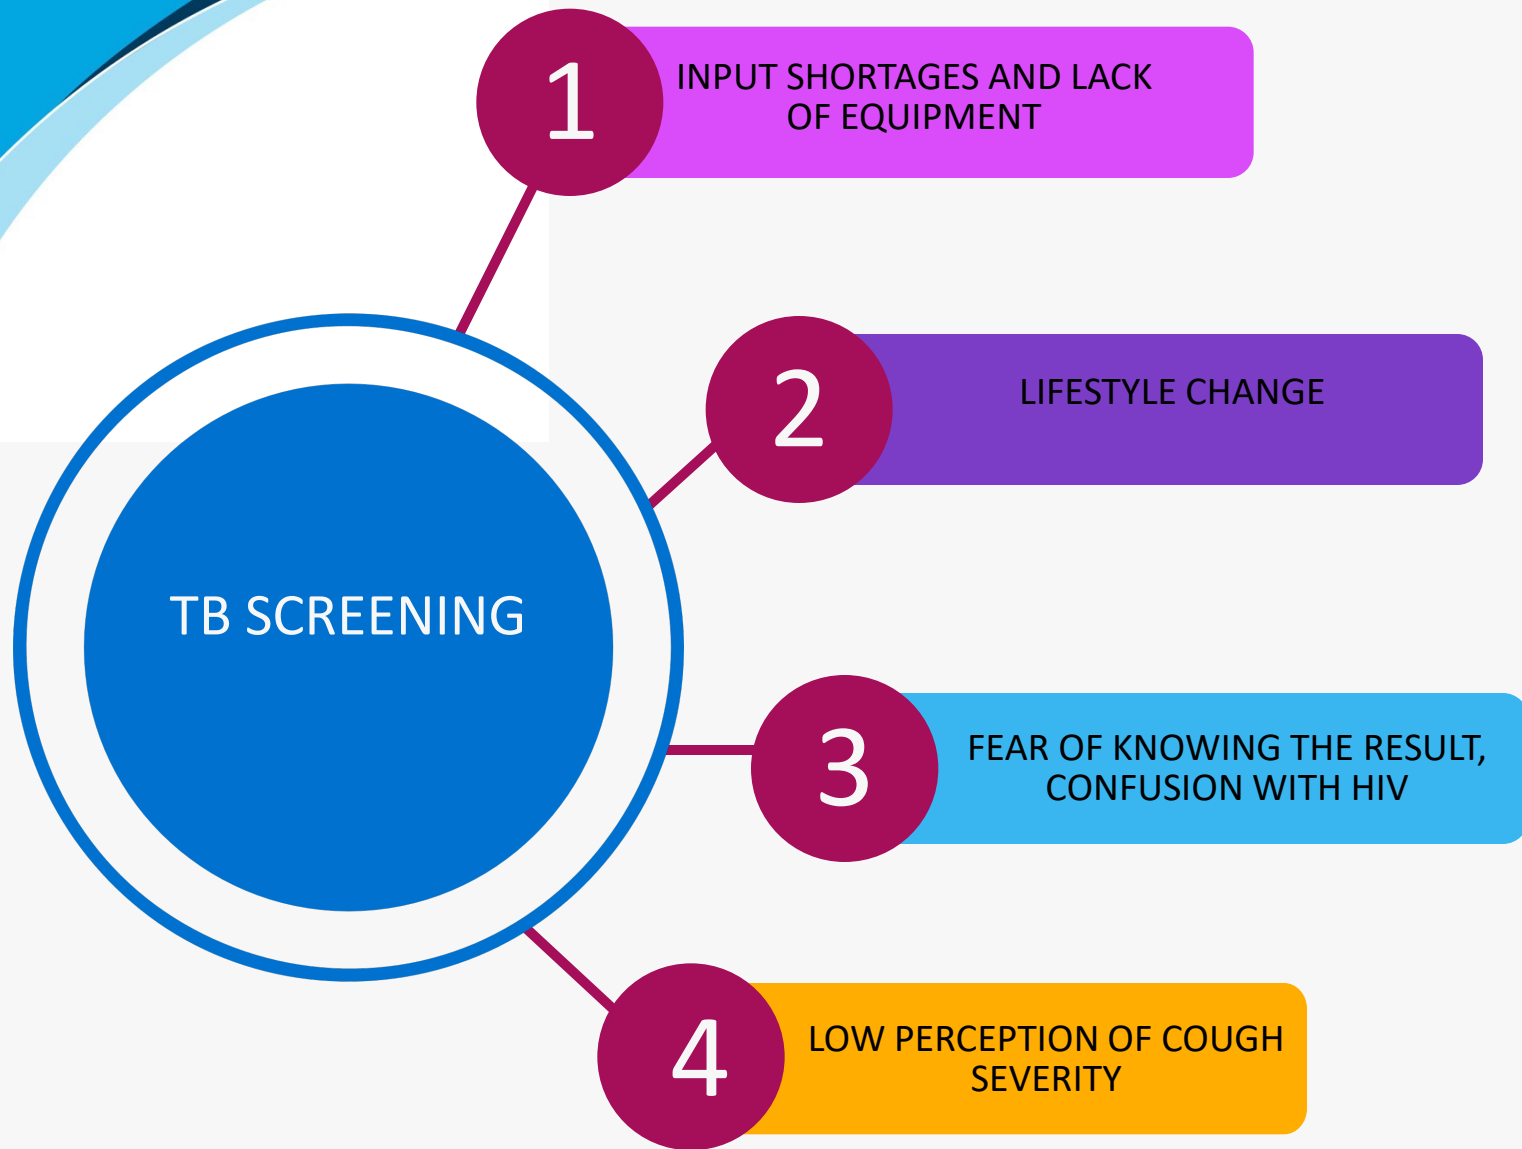 1
INPUT SHORTAGES AND LACK
OF EQUIPMENT
2
LIFESTYLE CHANGE
TB SCREENING
3
FEAR OF KNOWING THE RESULT,
CONFUSION WITH HIV
4
LOW PERCEPTION OF COUGH
SEVERITY